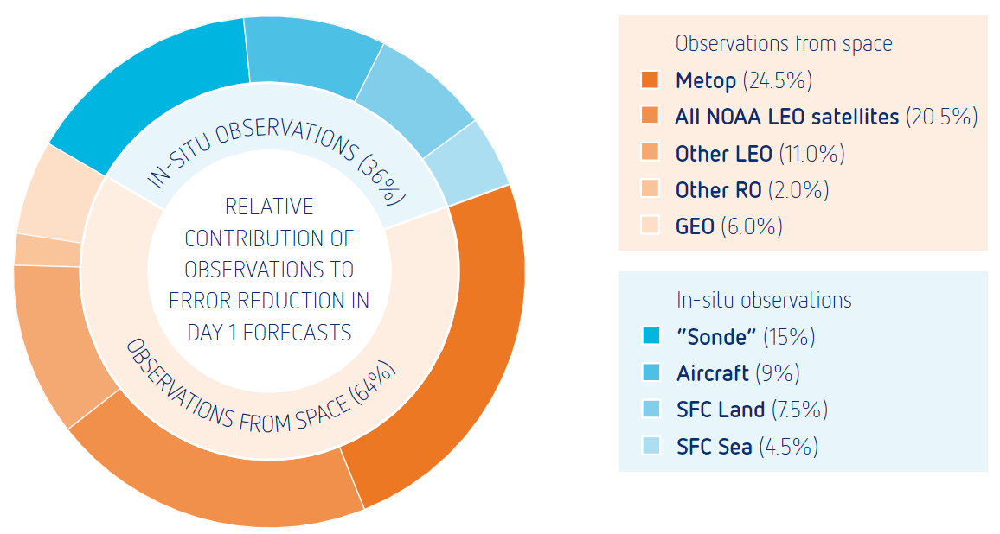 IN-SITU OBSERVATIONS (36%)
RELATIVE
CONTRIBUTION OF
OBSERVATIONS TO
ERROR REDUCTION IN
DAY 1 FORECASTS
OBSERVATIONS FROM SPACE (64%)
Observations from space
Metop (24.5%)
All NOAA LEO satellites (20.5%)
Other LEO (11.0%)
Other RO (2.0%)
GEO (6.0%)
In-situ observations
”Sonde” (15%)
Aircraft (9%)
SFC Land (7.5%)
SFC Sea (4.5%)